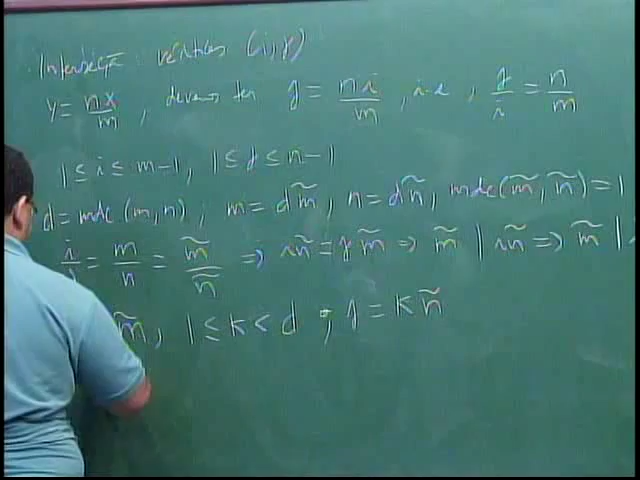 Interseção vértices (i, j)
y = nx/m, devemos ter j = ni/m, i.e, j/i = n/m
1 ≤ i ≤ m-1, 1 ≤ j ≤ n-1
d = mdc(m,n); m = dm̃, n = dñ, mdc(m̃, ñ) = 1
i/j = m/n = m̃/ñ ⇒ iñ = jm̃ ⇒ m̃ | iñ ⇒ m̃ |
m̃, 1 ≤ k < d; j = kñ